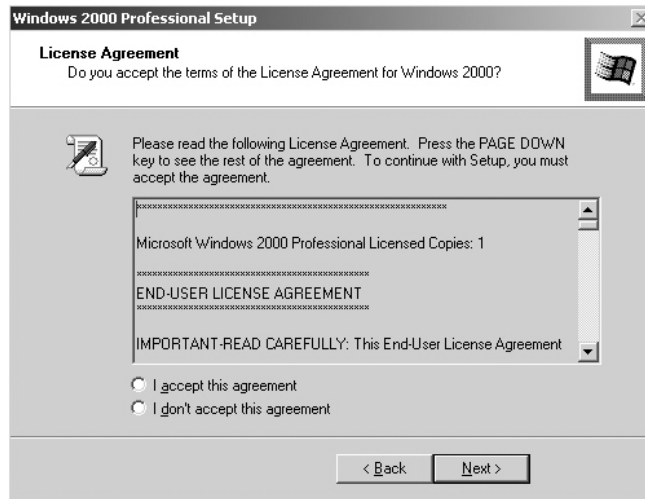 Windows 2000 Professional Setup
License Agreement
Do you accept the terms of the License Agreement for Windows 2000?
Please read the following License Agreement. Press the PAGE DOWN
key to see the rest of the agreement. To continue with Setup, you must
accept the agreement.
************************************************************
Microsoft Windows 2000 Professional Licensed Copies: 1
*********************************************
END-USER LICENSE AGREEMENT
*********************************************
IMPORTANT-READ CAREFULLY: This End-User License Agreement
I accept this agreement
I don't accept this agreement
< Back
Next >